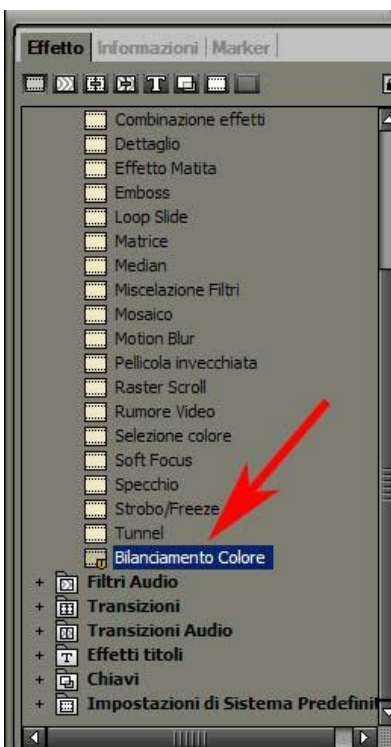 Effetto Informazioni Marker
Combinazione effetti
Dettaglio
Effetto Matita
Emboss
Loop Slide
Matrice
Median
Miscelazione Filtri
Mosaico
Motion Blur
Pellicola invecchiata
Raster Scroll
Rumore Video
Selezione colore
Soft Focus
Specchio
Strobo/Freeze
Tunnel
Bilanciamento Colore
+ Filtri Audio
+ Transizioni
+ Transizioni Audio
+ T Effetti titoli
+ Chiavi
+ Impostazioni di Sistema Predefinit